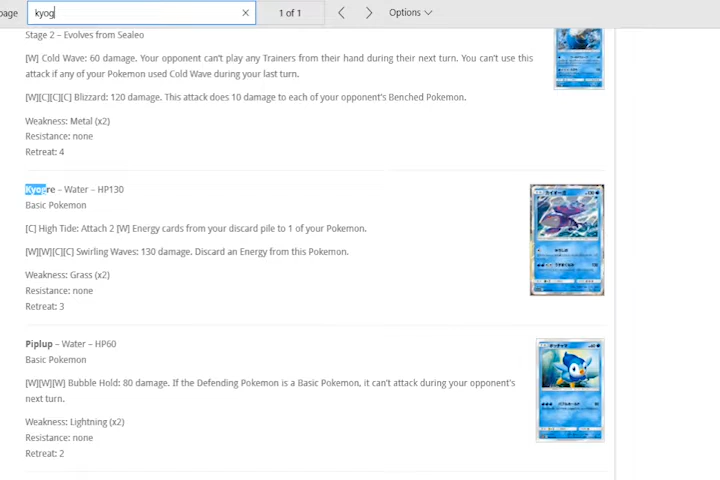 page kyog 1 of 1 Options
Stage 2 – Evolves from Sealeo
[W] Cold Wave: 60 damage. Your opponent can't play any Trainers from their hand during their next turn. You can't use this
attack if any of your Pokemon used Cold Wave during your last turn.
[W][C][C][C] Blizzard: 120 damage. This attack does 10 damage to each of your opponent's Benched Pokemon.
Weakness: Metal (x2)
Resistance: none
Retreat: 4
Kyogre – Water – HP130
Basic Pokemon
[C] High Tide: Attach 2 [W] Energy cards from your discard pile to 1 of your Pokemon.
[W][W][C][C] Swirling Waves: 130 damage. Discard an Energy from this Pokemon.
Weakness: Grass (x2)
Resistance: none
Retreat: 3
Piplup – Water – HP60
Basic Pokemon
[W][W][W] Bubble Hold: 80 damage. If the Defending Pokemon is a Basic Pokemon, it can't attack during your opponent's
next turn.
Weakness: Lightning (x2)
Resistance: none
Retreat: 2